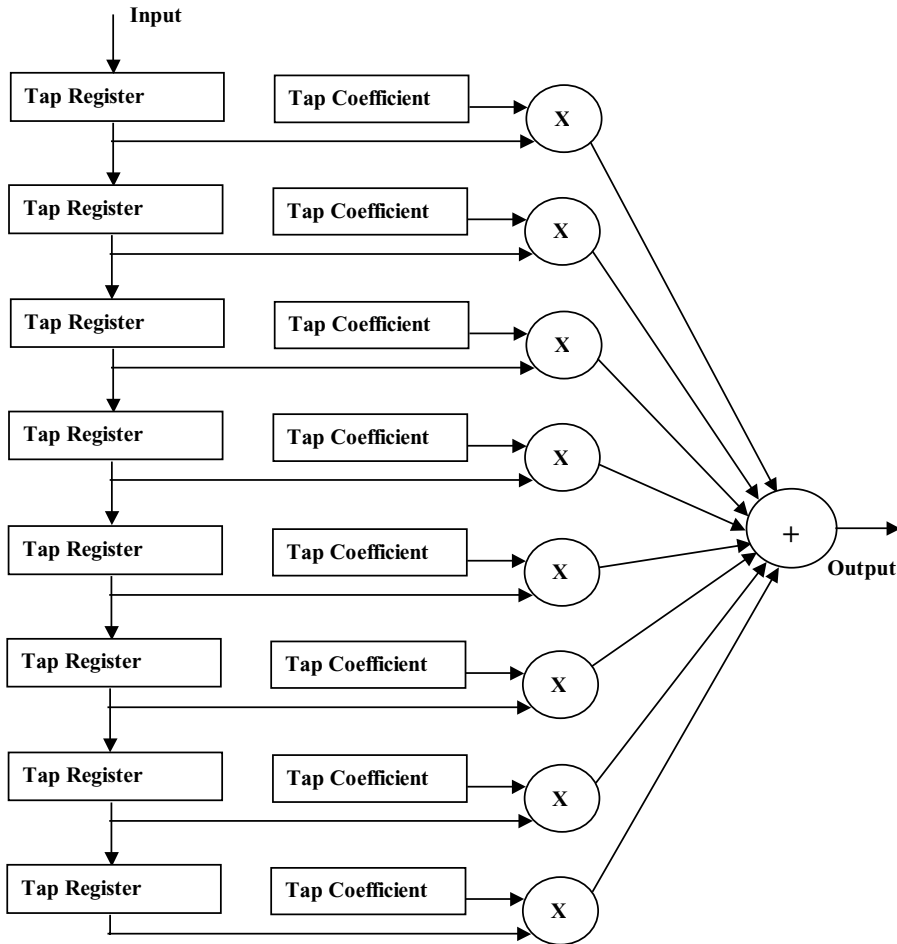 Input
Tap Register
Tap Coefficient
X
Tap Register
Tap Coefficient
X
Tap Register
Tap Coefficient
X
Tap Register
Tap Coefficient
X
+
Output
Tap Register
Tap Coefficient
X
Tap Register
Tap Coefficient
X
Tap Register
Tap Coefficient
X
Tap Register
Tap Coefficient
X